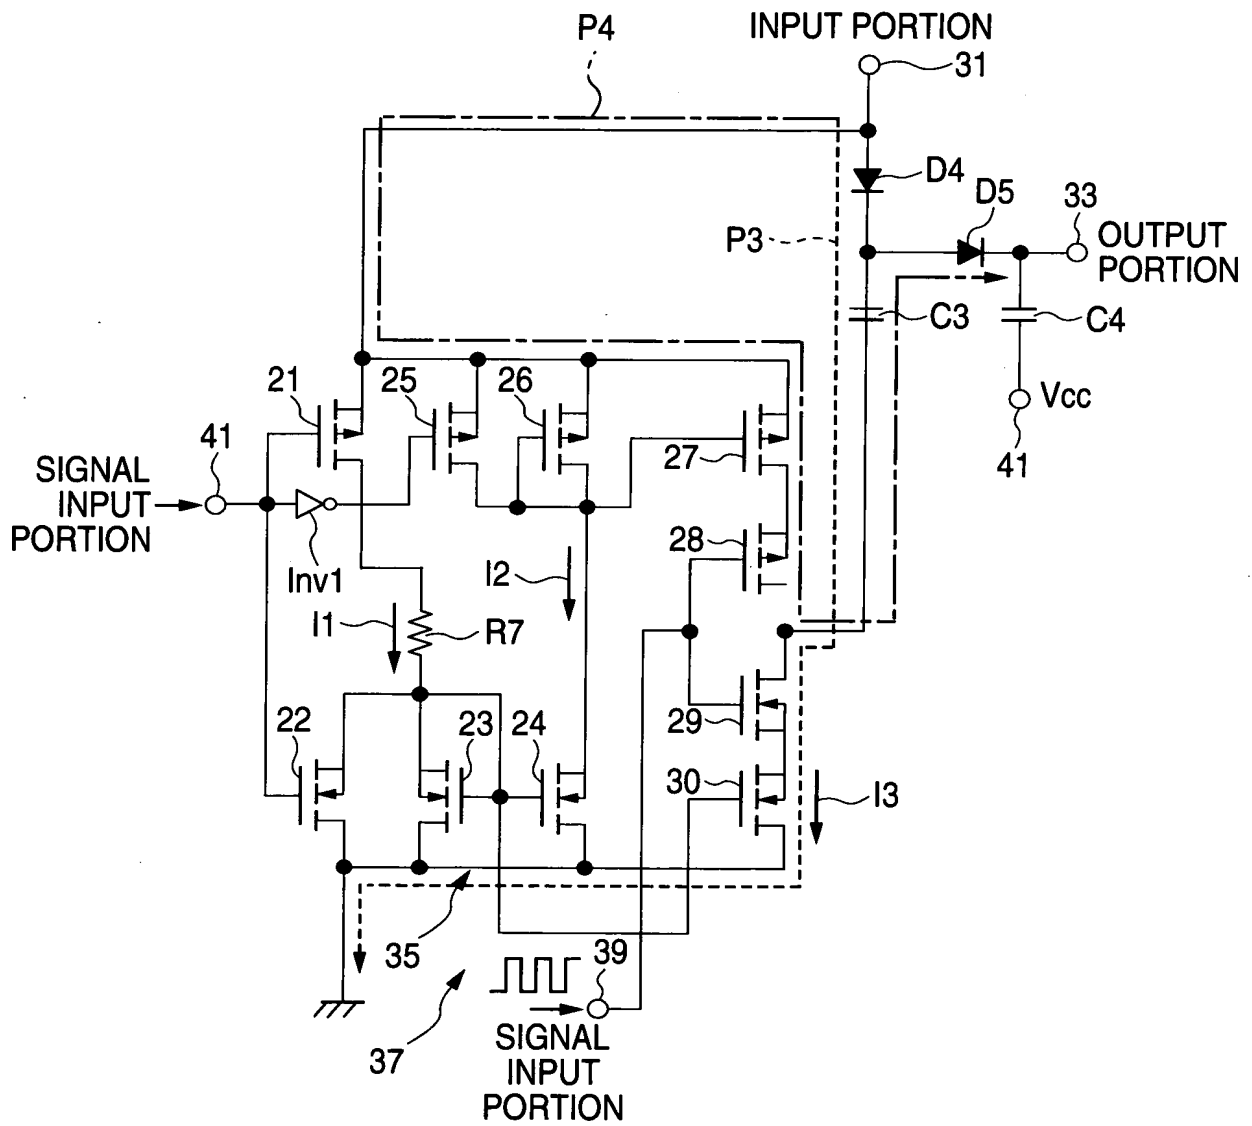 P4
INPUT PORTION
31
D4
D5
33
P3
OUTPUT
PORTION
C3
C4
21
25
26
Vcc
41
27
41
SIGNAL
INPUT
PORTION
28
Inv1
I2
I1
R7
22
23
24
29
30
I3
35
39
37
SIGNAL
INPUT
PORTION